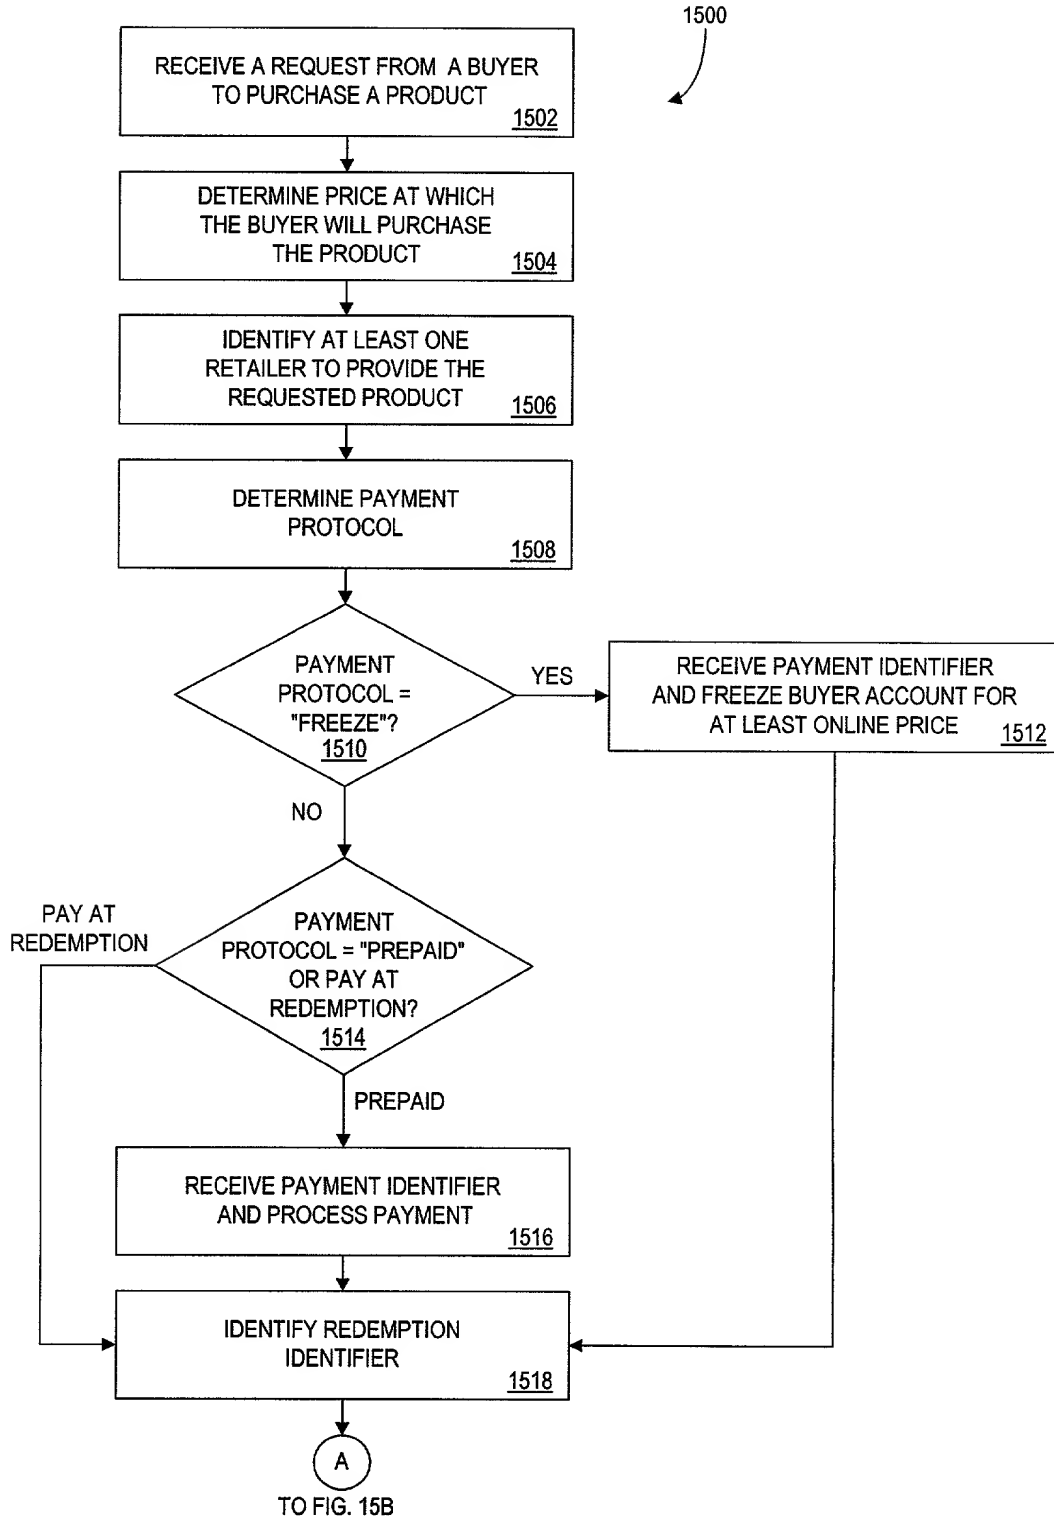 1500
RECEIVE A REQUEST FROM A BUYER
TO PURCHASE A PRODUCT
1502
DETERMINE PRICE AT WHICH
THE BUYER WILL PURCHASE
THE PRODUCT
1504
IDENTIFY AT LEAST ONE
RETAILER TO PROVIDE THE
REQUESTED PRODUCT
1506
DETERMINE PAYMENT
PROTOCOL
1508
PAYMENT
PROTOCOL =
"FREEZE"?
1510
YES
RECEIVE PAYMENT IDENTIFIER
AND FREEZE BUYER ACCOUNT FOR
AT LEAST ONLINE PRICE
1512
NO
PAY AT
REDEMPTION
PAYMENT
PROTOCOL = "PREPAID"
OR PAY AT
REDEMPTION?
1514
PREPAID
RECEIVE PAYMENT IDENTIFIER
AND PROCESS PAYMENT
1516
IDENTIFY REDEMPTION
IDENTIFIER
1518
A
TO FIG. 15B